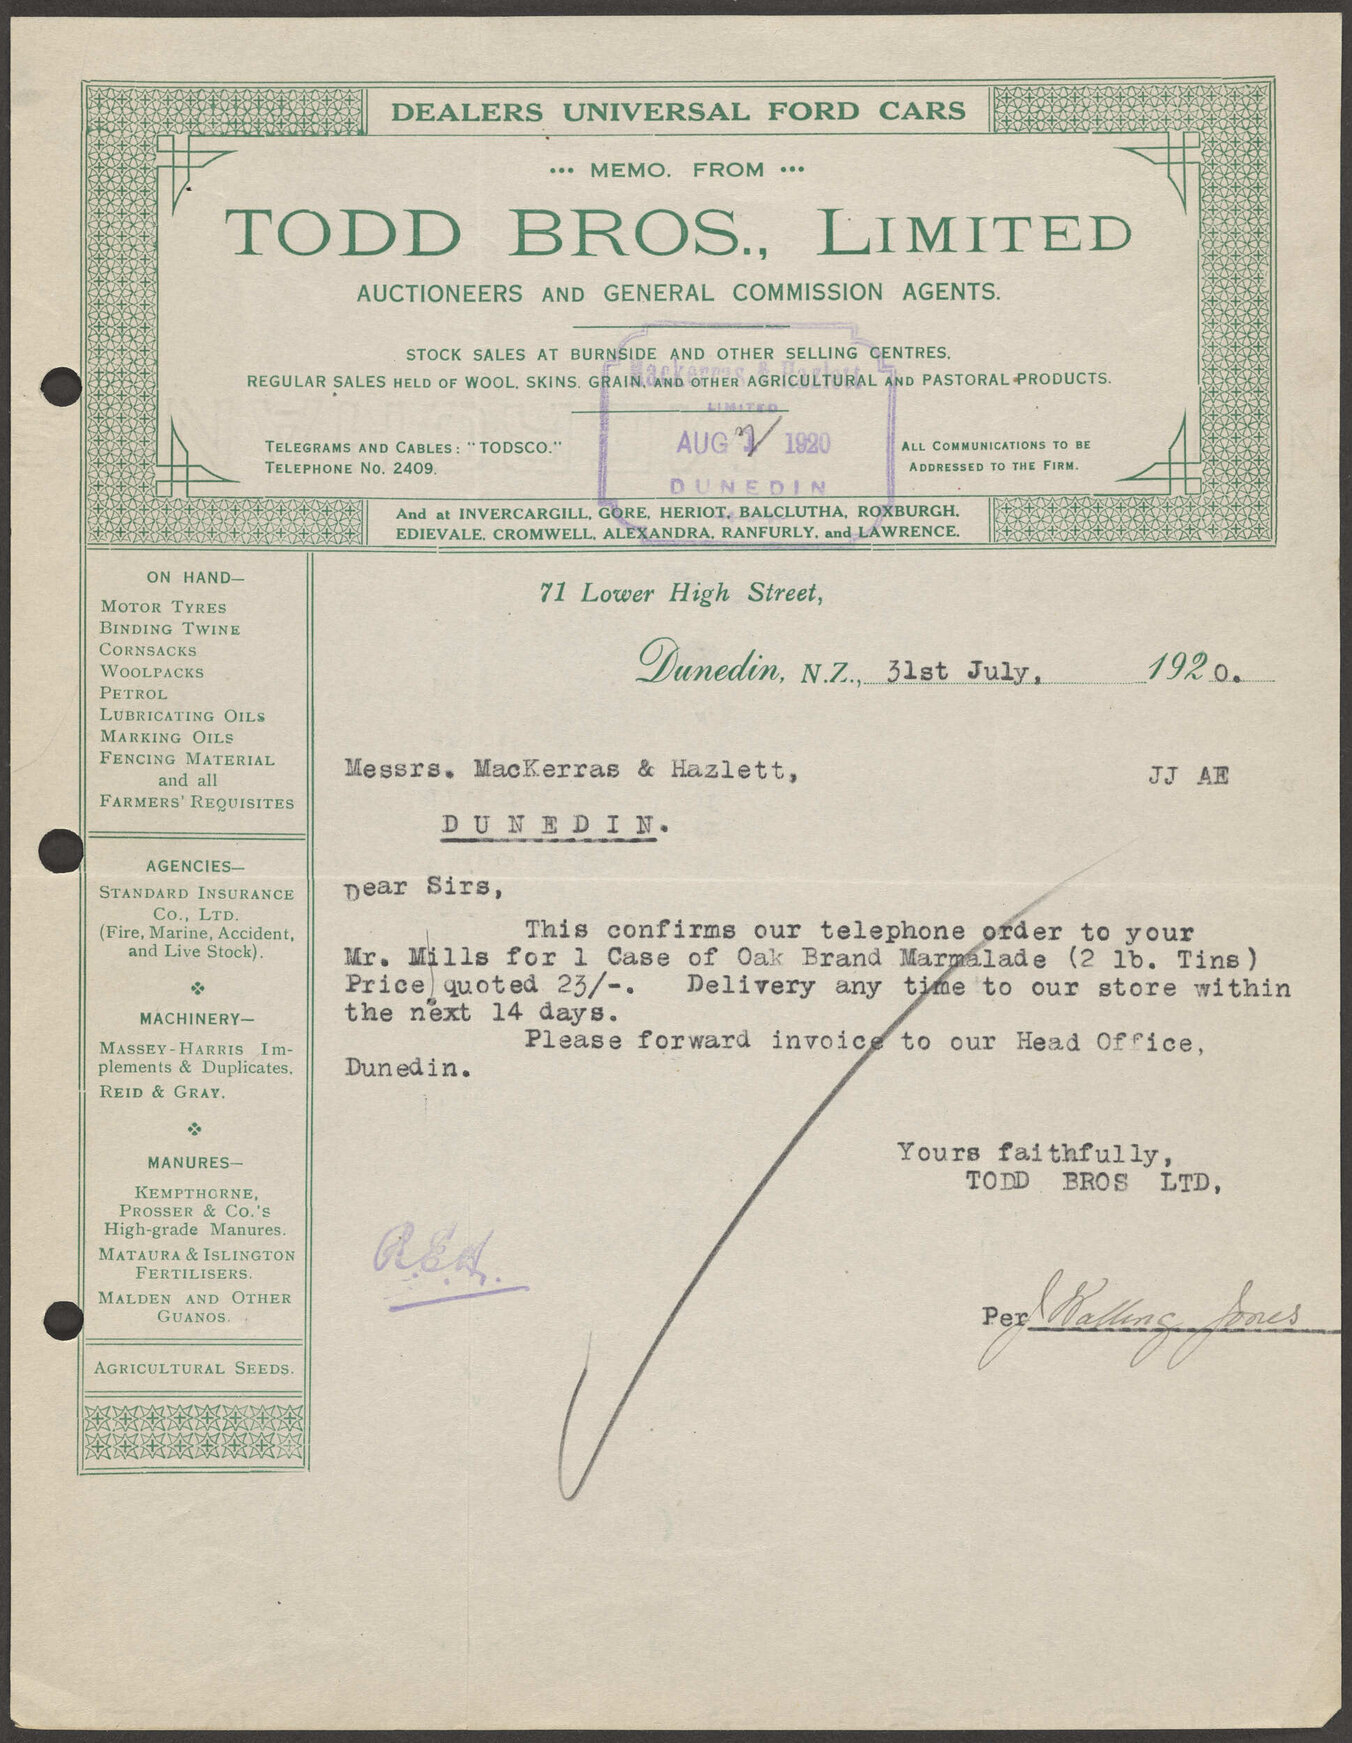 DEALERS UNIVERSAL FORD CARS
••• MEMO. FROM •••
TODD BROS., LIMITED
AUCTIONEERS AND GENERAL COMMISSION AGENTS.
STOCK SALES AT BURNSIDE AND OTHER SELLING CENTRES.
REGULAR SALES HELD OF WOOL, SKINS, GRAIN, AND OTHER AGRICULTURAL AND PASTORAL PRODUCTS.
Mackerras & Hazlett
LIMITED
AUG 1920
DUNEDIN
TELEGRAMS AND CABLES: "TODSCO."
TELEPHONE No. 2409.
ALL COMMUNICATIONS TO BE
ADDRESSED TO THE FIRM.
And at INVERCARGILL, GORE, HERIOT, BALCLUTHA, ROXBURGH.
EDIEVALE, CROMWELL, ALEXANDRA, RANFURLY, and LAWRENCE.
ON HAND—
MOTOR TYRES
BINDING TWINE
CORNSACKS
WOOLPACKS
PETROL
LUBRICATING OILS
MARKING OILS
FENCING MATERIAL
and all
FARMERS' REQUISITES
AGENCIES—
STANDARD INSURANCE
Co., LTD.
(Fire, Marine, Accident,
and Live Stock).
MACHINERY—
MASSEY-HARRIS Im-
plements & Duplicates.
REID & GRAY.
MANURES—
KEMPTHORNE,
PROSSER & Co.'s
High-grade Manures.
MATAURA & ISLINGTON
FERTILISERS.
MALDEN AND OTHER
GUANOS.
AGRICULTURAL SEEDS.
71 Lower High Street,
Dunedin, N.Z., 31st July, 1920.
Messrs. MacKerras & Hazlett, JJ AE
DUNEDIN.
Dear Sirs,
This confirms our telephone order to your
Mr. Mills for 1 Case of Oak Brand Marmalade (2 lb. Tins)
Price quoted 23/-. Delivery any time to our store within
the next 14 days.
Please forward invoice to our Head Office,
Dunedin.
Yours faithfully,
TODD BROS LTD,
R.E.H.
Per J Walling Jones